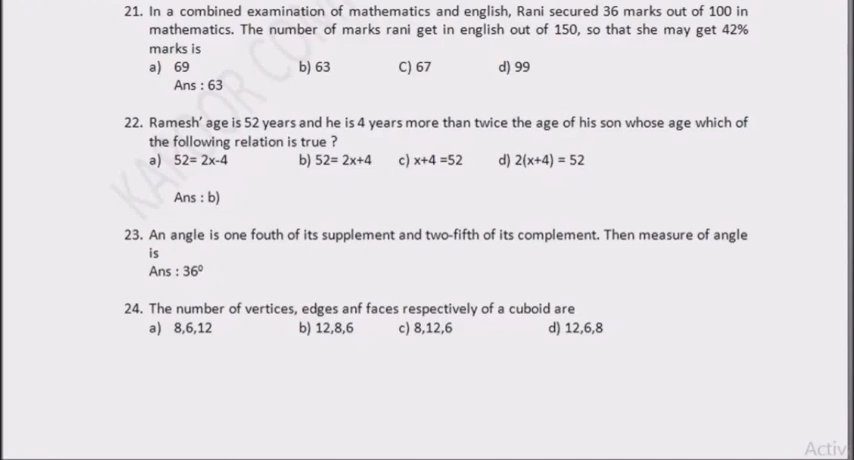 21. In a combined examination of mathematics and english, Rani secured 36 marks out of 100 in
mathematics. The number of marks rani get in english out of 150, so that she may get 42%
marks is
a) 69 b) 63 C) 67 d) 99
Ans : 63
22. Ramesh' age is 52 years and he is 4 years more than twice the age of his son whose age which of
the following relation is true ?
a) 52= 2x-4 b) 52= 2x+4 c) x+4 =52 d) 2(x+4) = 52
Ans : b)
23. An angle is one fouth of its supplement and two-fifth of its complement. Then measure of angle
is
Ans : 36⁰
24. The number of vertices, edges anf faces respectively of a cuboid are
a) 8,6,12 b) 12,8,6 c) 8,12,6 d) 12,6,8
Activ